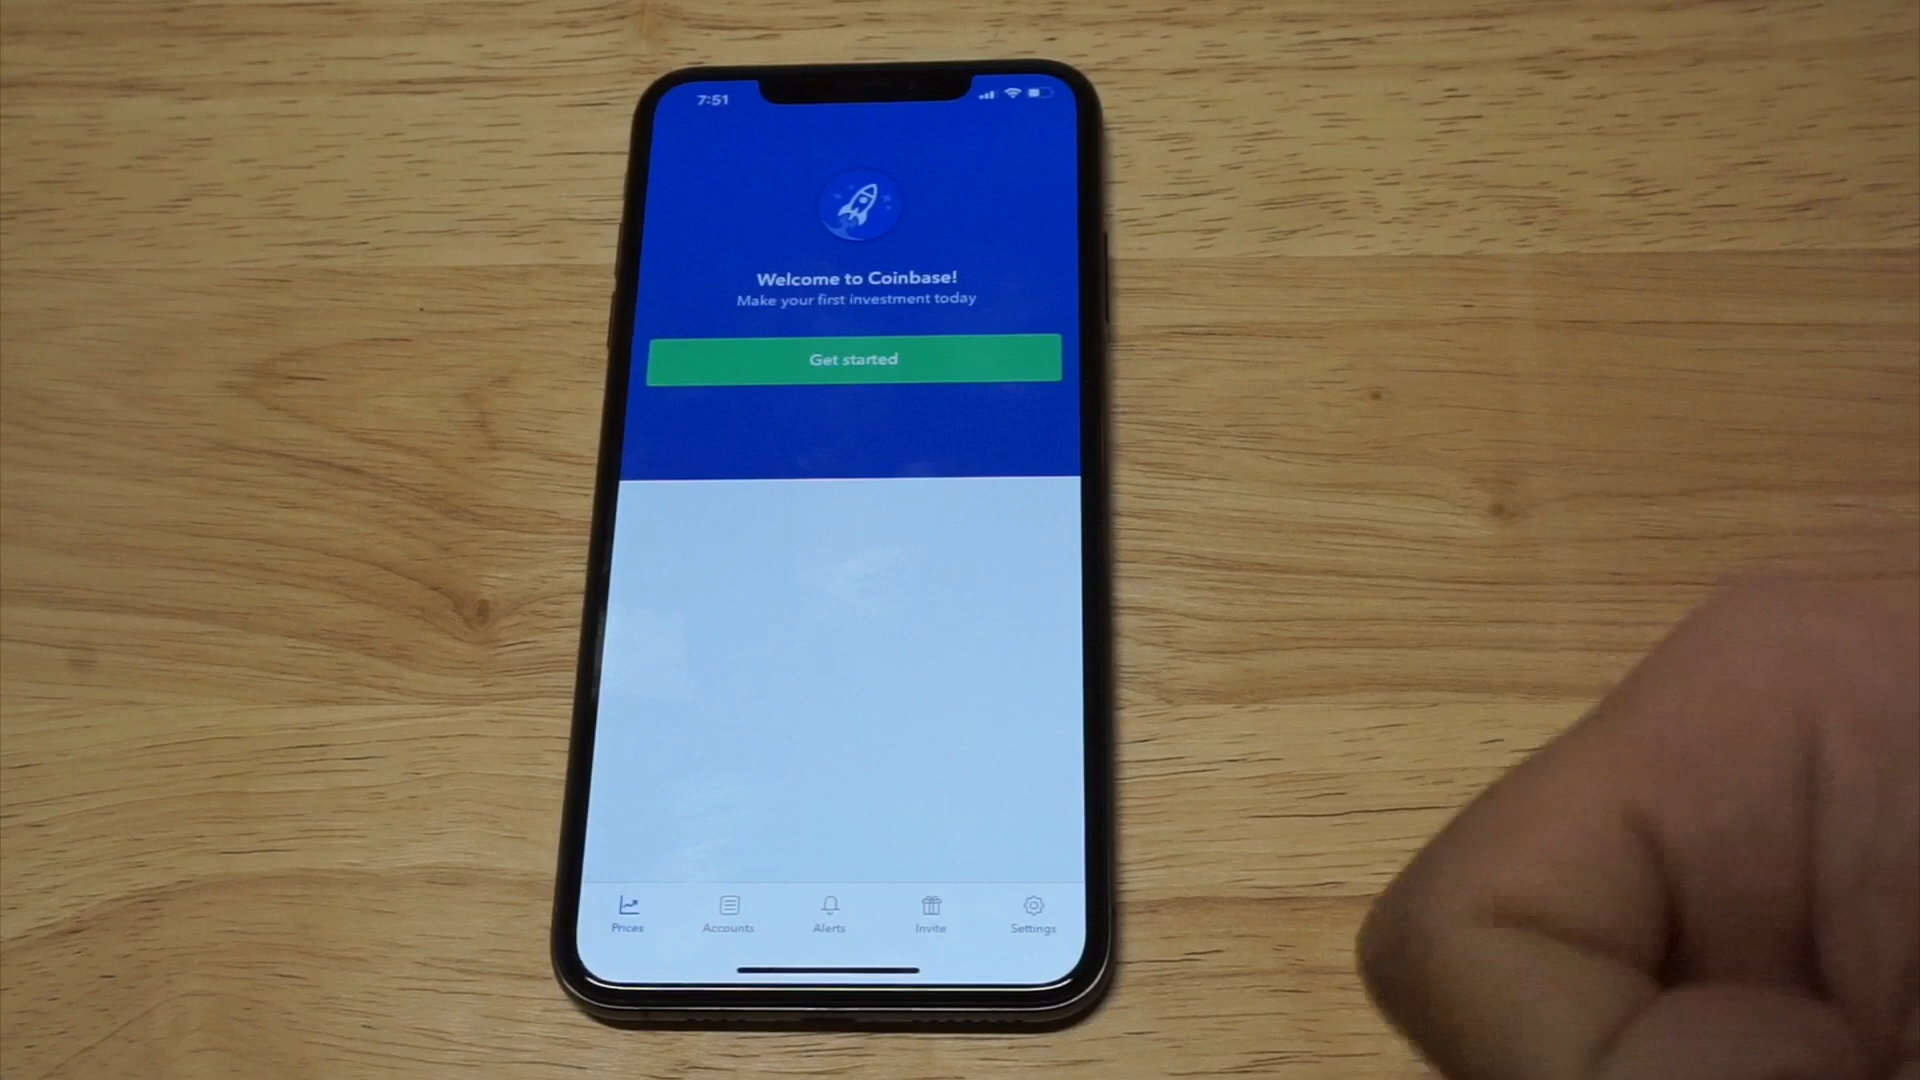 7:51
Welcome to Coinbase!
Make your first investment today
Get started
Prices Accounts Alerts Invite Settings